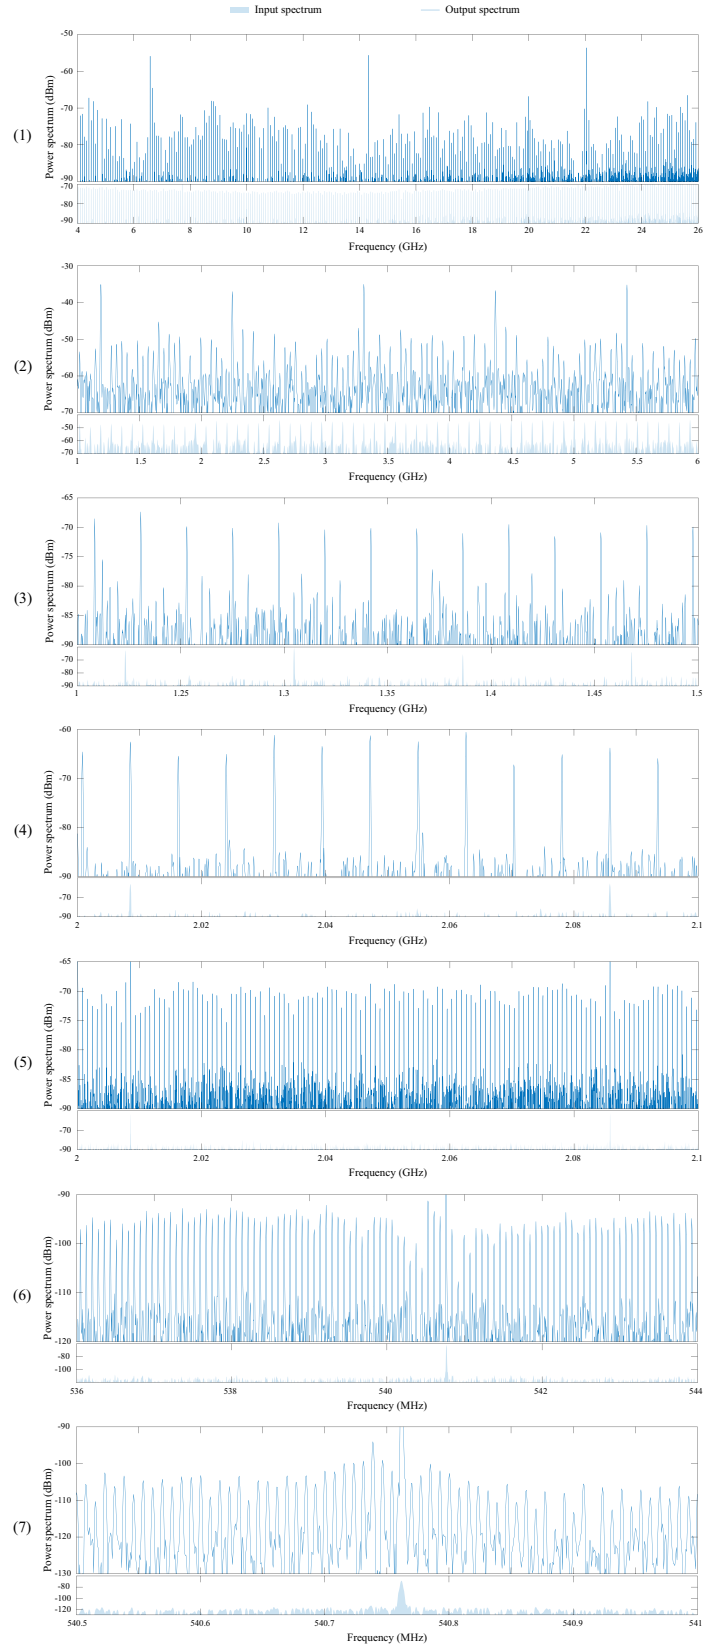 Input spectrum Output spectrum
(1)
Power spectrum (dBm)
-50
-60
-70
-80
-90
-70
-80
-90
4 6 8 10 12 14 16 18 20 22 24 26
Frequency (GHz)
(2)
Power spectrum (dBm)
-30
-40
-50
-60
-70
-50
-60
-70
1 1.5 2 2.5 3 3.5 4 4.5 5 5.5 6
Frequency (GHz)
(3)
Power spectrum (dBm)
-65
-70
-75
-80
-85
-90
-70
-80
-90
1 1.25 1.3 1.35 1.4 1.45 1.5
Frequency (GHz)
(4)
Power spectrum (dBm)
-60
-70
-80
-90
-70
-90
2 2.02 2.04 2.06 2.08 2.1
Frequency (GHz)
(5)
Power spectrum (dBm)
-65
-70
-75
-80
-85
-90
-70
-90
2 2.02 2.04 2.06 2.08 2.1
Frequency (GHz)
(6)
Power spectrum (dBm)
-90
-100
-110
-120
-80
-100
536 538 540 542 544
Frequency (MHz)
(7)
Power spectrum (dBm)
-90
-100
-110
-120
-130
-80
-100
-120
540.5 540.6 540.7 540.8 540.9 541
Frequency (MHz)